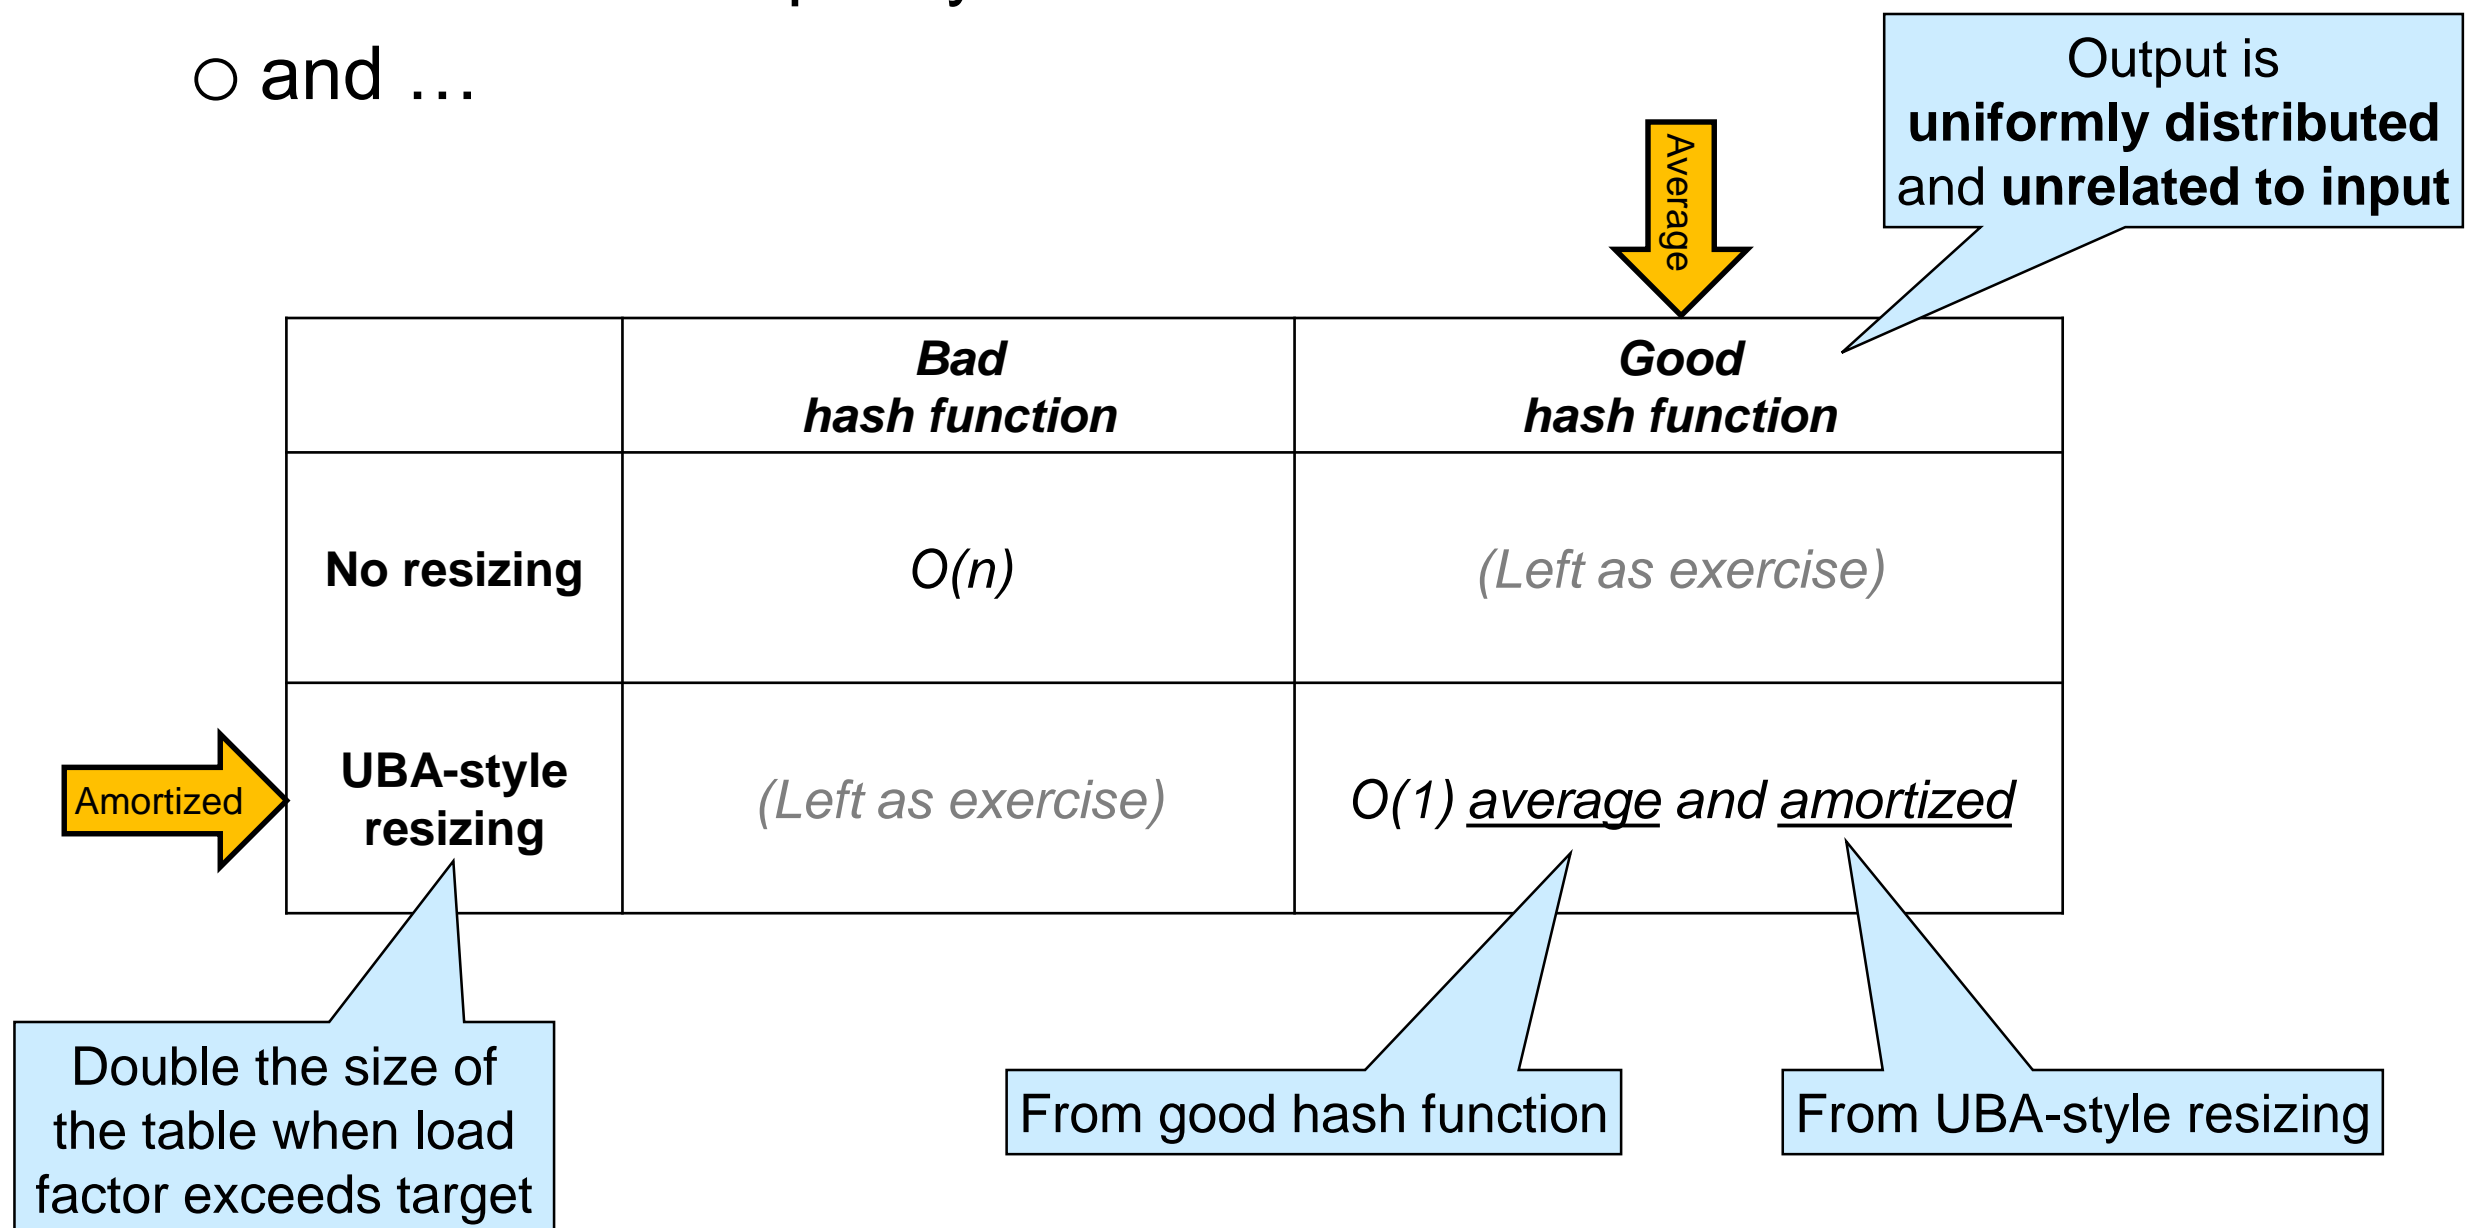 ○ and …
Output is
uniformly distributed
and unrelated to input
Average
Bad
hash function
Good
hash function
No resizing
O(n)
(Left as exercise)
Amortized
UBA-style
resizing
(Left as exercise)
O(1) average and amortized
Double the size of
the table when load
factor exceeds target
From good hash function
From UBA-style resizing